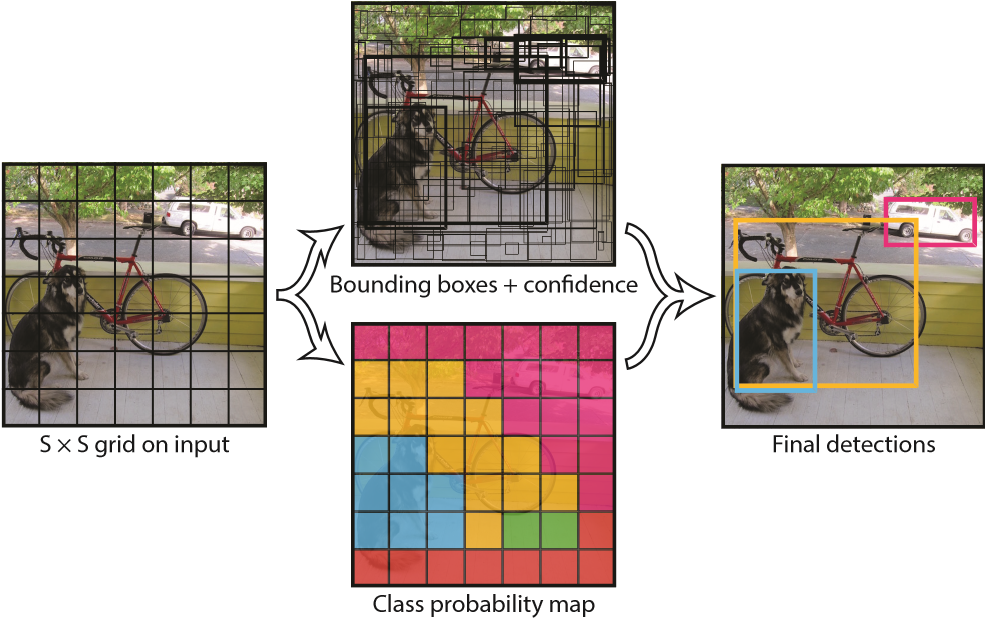 Bounding boxes + confidence
S × S grid on input
Final detections
Class probability map